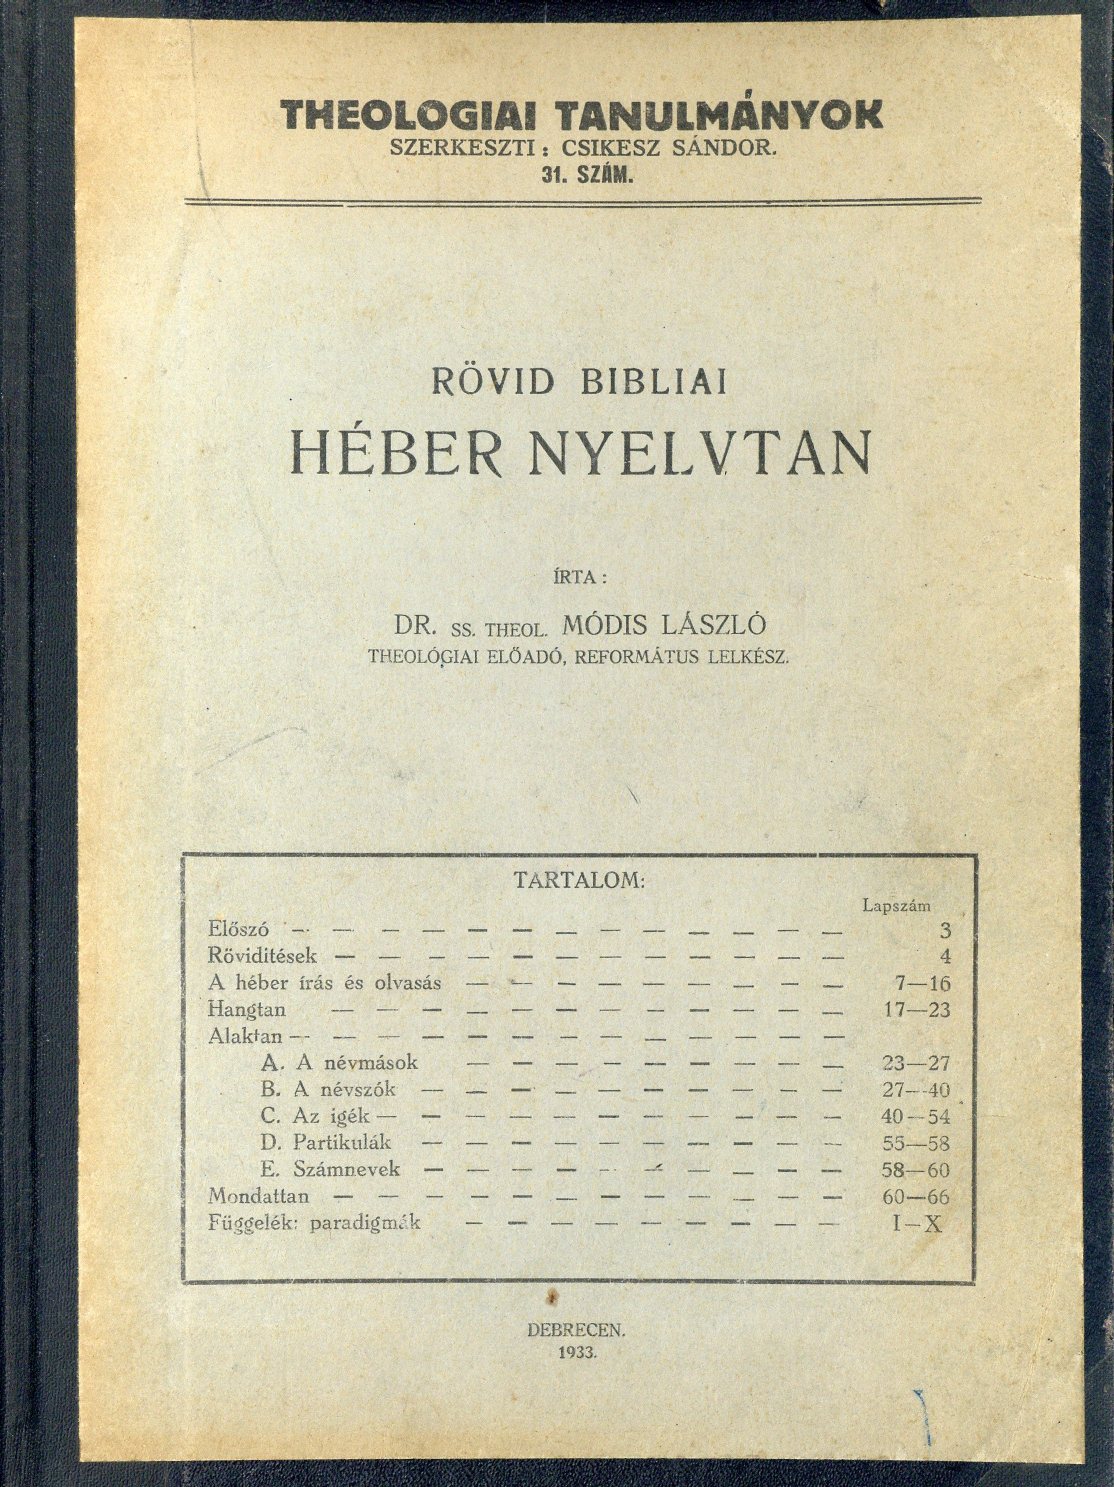 THEOLOGIAI TANULMÁNYOK
SZERKESZTI: CSIKESZ SÁNDOR.
31. SZÁM.
RÖVID BIBLIAI
HÉBER NYELVTAN
ÍRTA:
DR. SS. THEOL. MÓDIS LÁSZLÓ
THEOLÓGIAI ELŐADÓ, REFORMÁTUS LELKÉSZ.
TARTALOM:
Lapszám
Előszó — — — — — — — — — — — — — 3
Röviditések — — — — — — — — — — — — 4
A héber írás és olvasás — — — — — — — — — 7—16
Hangtan — — — — — — — — — — — — 17—23
Alaktan — — — — — — — — — — — — —
A. A névmások — — — — — — — — — 23—27
B. A névszók — — — — — — — — — — 27—40
C. Az igék — — — — — — — — — — — 40—54
D. Partikulák — — — — — — — — — — 55—58
E. Számnevek — — — — — — — — — — 58—60
Mondattan — — — — — — — — — — — — 60—66
Függelék: paradigmák — — — — — — — — — I—X
DEBRECEN.
1933.